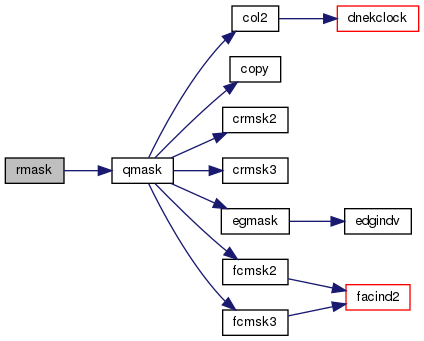 rmask
qmask
col2
dnekclock
copy
crmsk2
crmsk3
egmask
edgindv
fcmsk2
facind2
fcmsk3